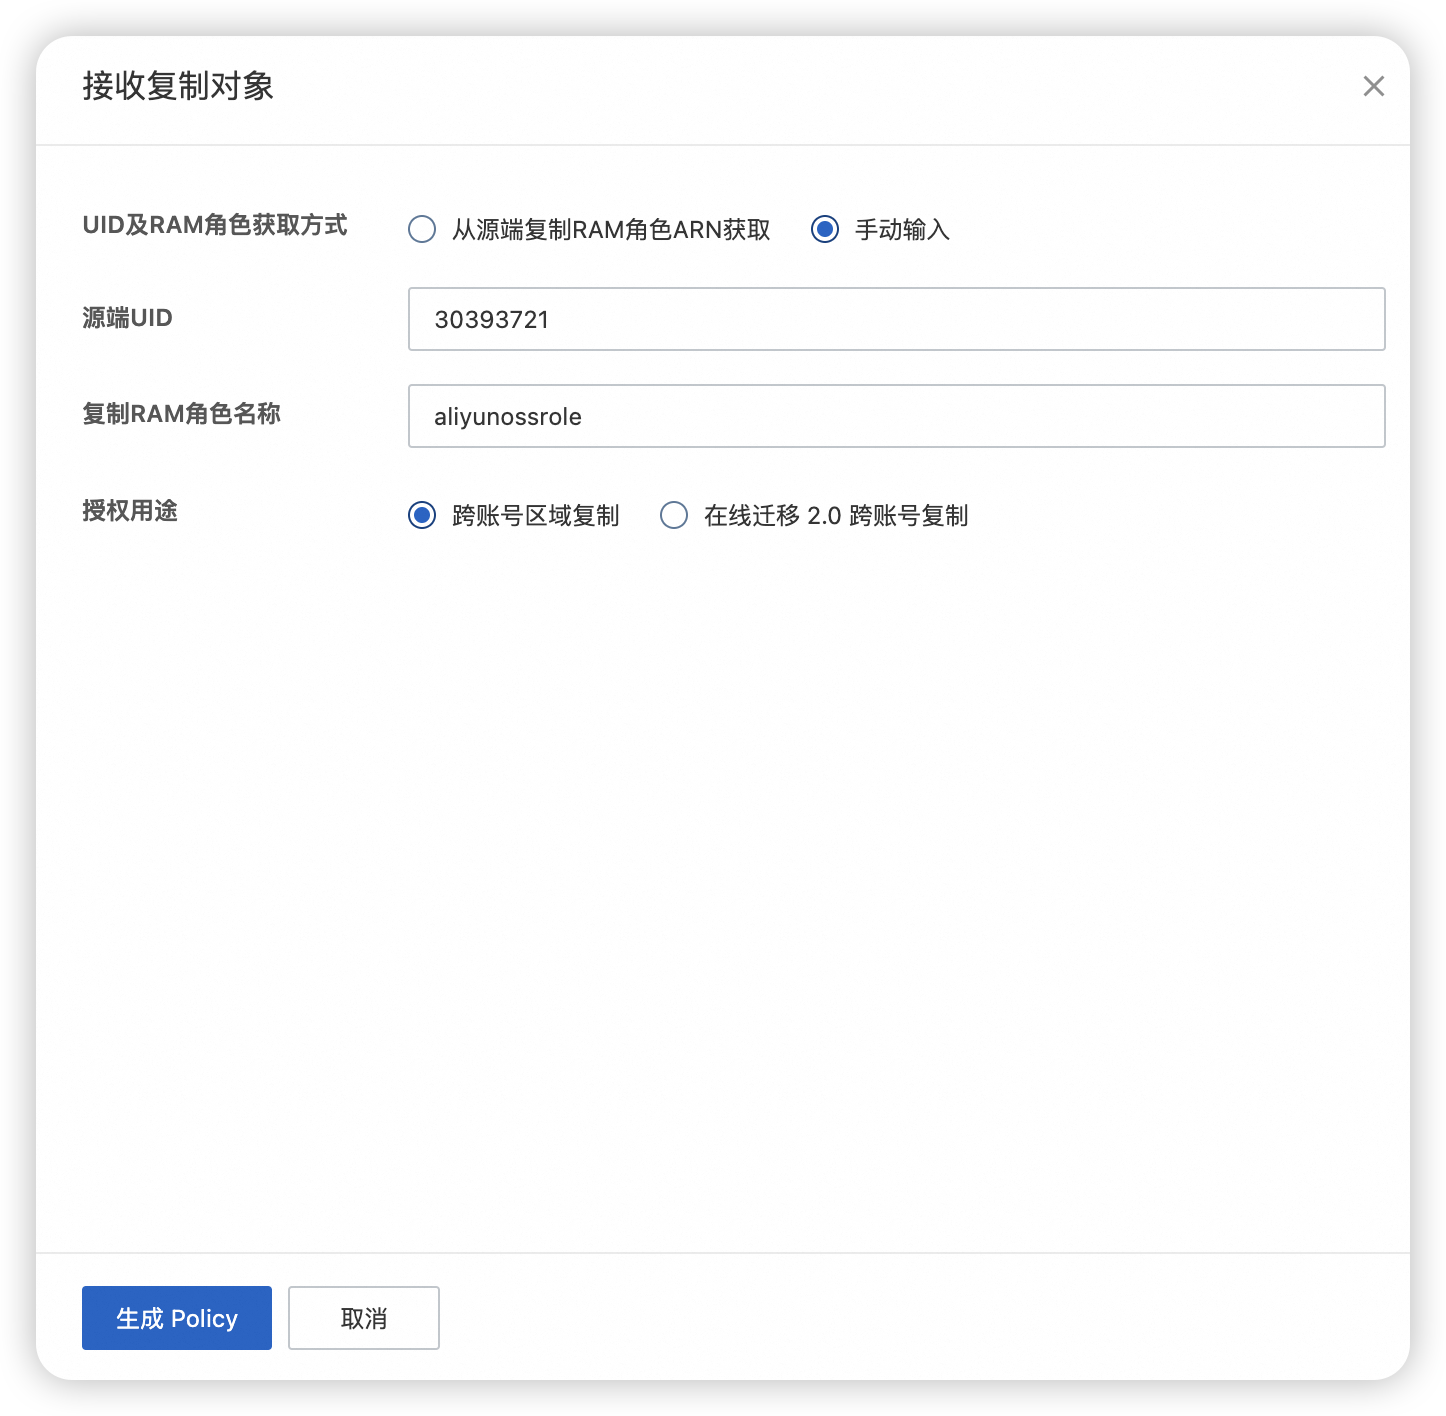 接收复制对象
UID及RAM角色获取方式
从源端复制RAM角色ARN获取 手动输入
源端UID
30393721
复制RAM角色名称
aliyunossrole
授权用途
跨账号区域复制 在线迁移 2.0 跨账号复制
生成 Policy 取消